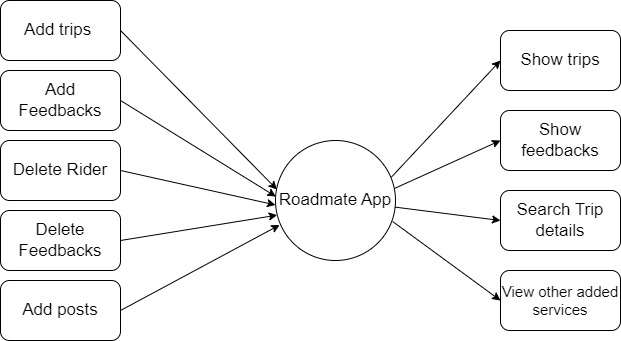 Add trips
Add
Feedbacks
Delete Rider
Delete
Feedbacks
Add posts
Roadmate App
Show trips
Show
feedbacks
Search Trip
details
View other added
services